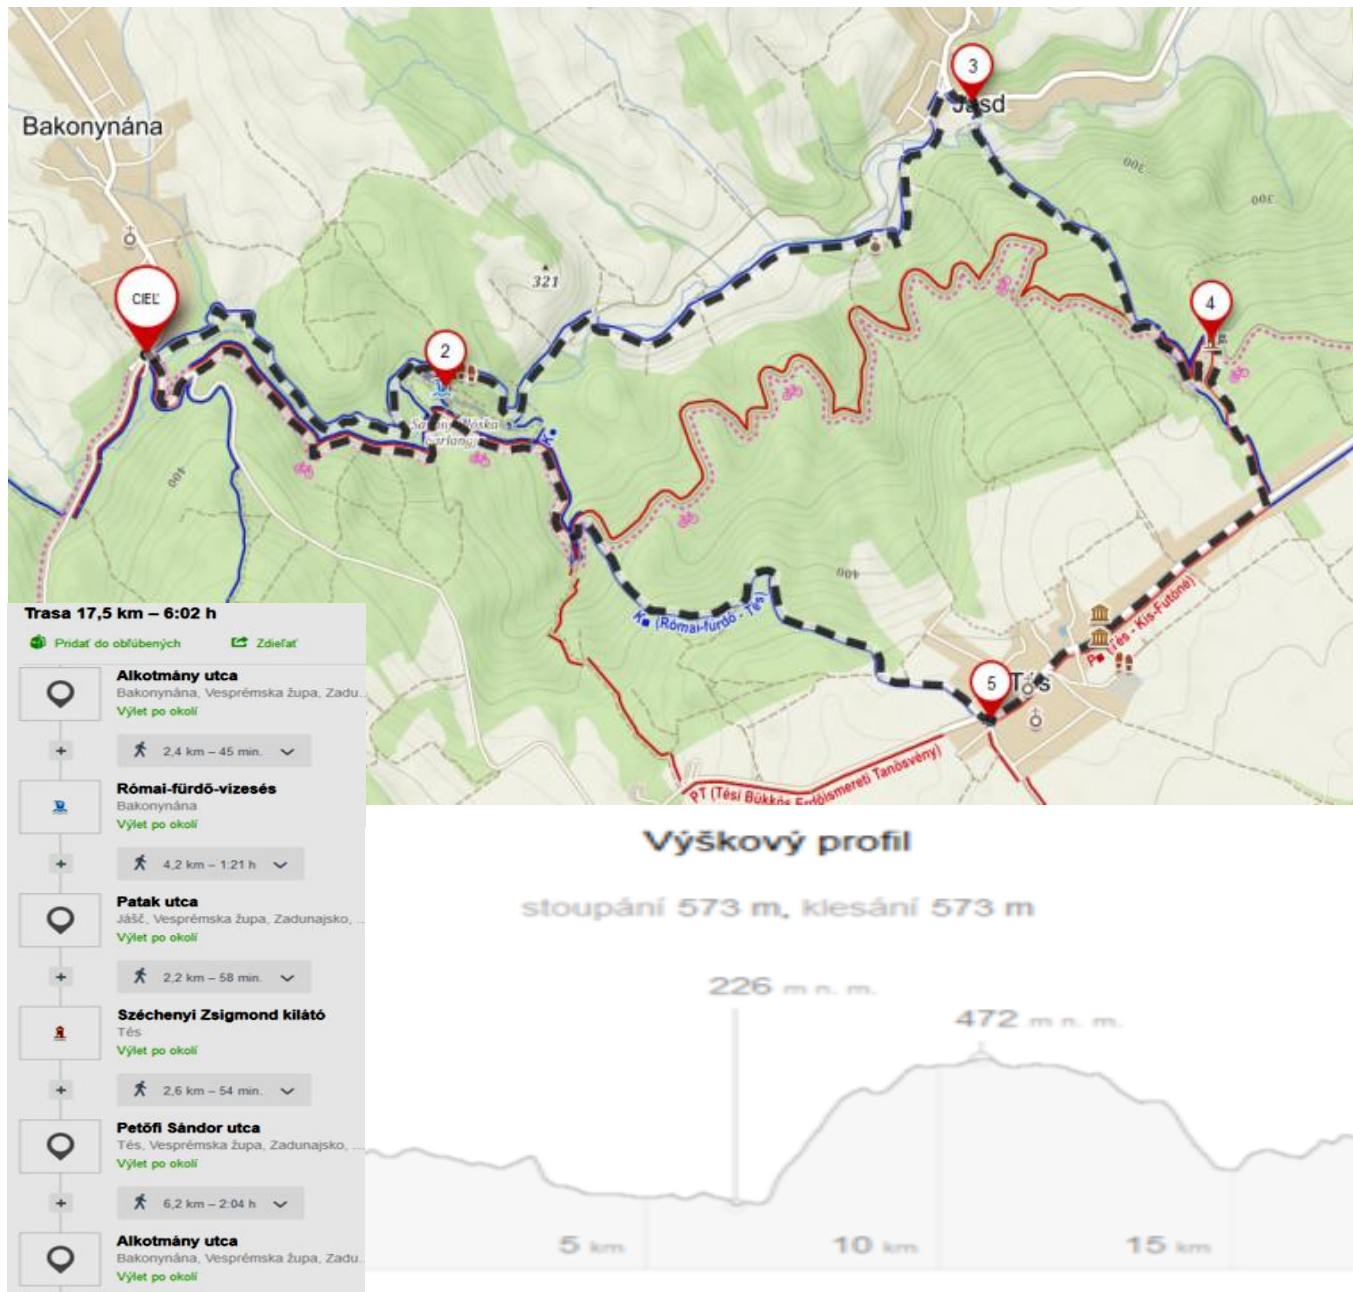 Bakonynána
3
Jásd
300
300
CIEĽ
321
4
2
400
K
400
K■ (Római-fürdő - Tés)
P■ (Tés - Kis-Futóné)
5
Tés
PT (Tési Bükkös Erdőismereti Tanösvény)
Trasa 17,5 km – 6:02 h
Pridať do obľúbených
Zdieľať
Alkotmány utca
Bakonynána, Vesprémska župa, Zadu...
Výlet po okolí
+
2,4 km – 45 min.
Római-fürdő-vízesés
Bakonynána
Výlet po okolí
+
4,2 km – 1:21 h
Patak utca
Jášč, Vesprémska župa, Zadunajsko, ...
Výlet po okolí
+
2,2 km – 58 min.
Széchenyi Zsigmond kilátó
Tés
Výlet po okolí
+
2,6 km – 54 min.
Petőfi Sándor utca
Tés, Vesprémska župa, Zadunajsko, ...
Výlet po okolí
+
6,2 km – 2:04 h
Alkotmány utca
Bakonynána, Vesprémska župa, Zadu...
Výlet po okolí
Výškový profil
stoupání 573 m, klesání 573 m
226 m n. m.
472 m n. m.
5 km
10 km
15 km